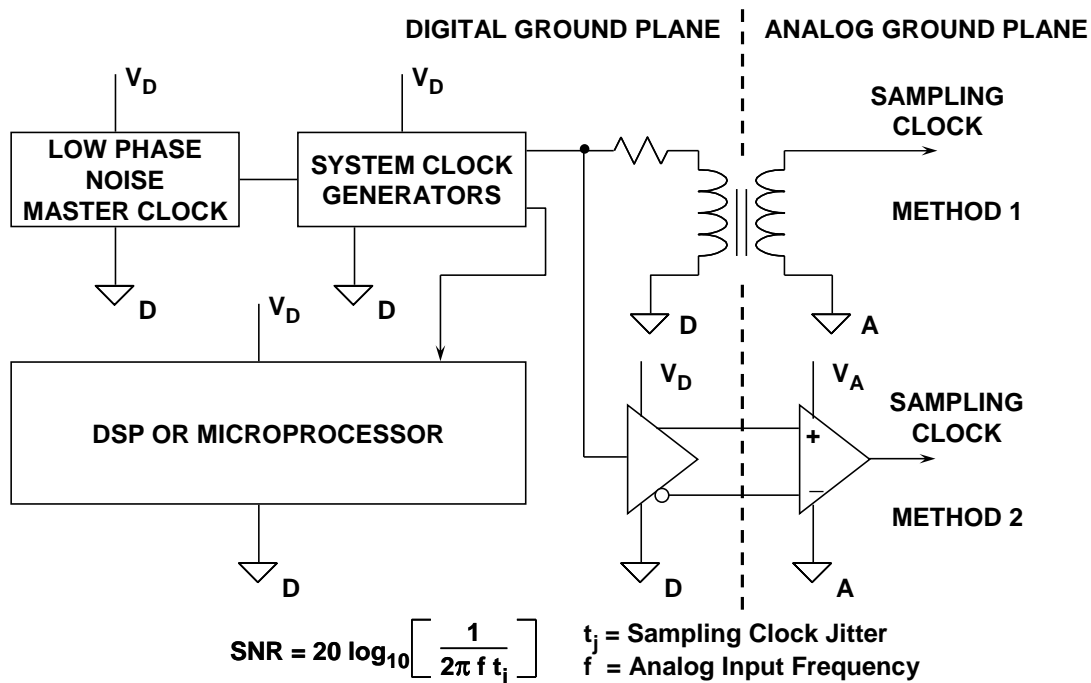 DIGITAL GROUND PLANE
ANALOG GROUND PLANE
V_D
V_D
SAMPLING
CLOCK
LOW PHASE
NOISE
MASTER CLOCK
SYSTEM CLOCK
GENERATORS
METHOD 1
D
D
D
A
V_D
V_D
V_A
DSP OR MICROPROCESSOR
+
–
SAMPLING
CLOCK
METHOD 2
D
D
A
SNR = 20 log₁₀[ 1 / 2π f t_j ]
t_j = Sampling Clock Jitter
f = Analog Input Frequency